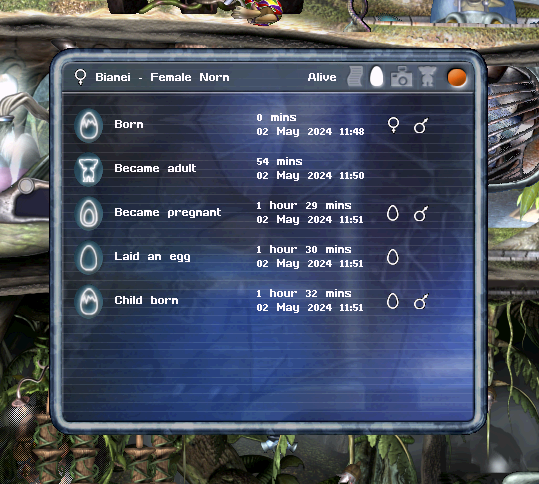 Bianei - Female Norn
Alive
Born
0 mins
02 May 2024 11:48
Became adult
54 mins
02 May 2024 11:50
Became pregnant
1 hour 29 mins
02 May 2024 11:51
Laid an egg
1 hour 30 mins
02 May 2024 11:51
Child born
1 hour 32 mins
02 May 2024 11:51